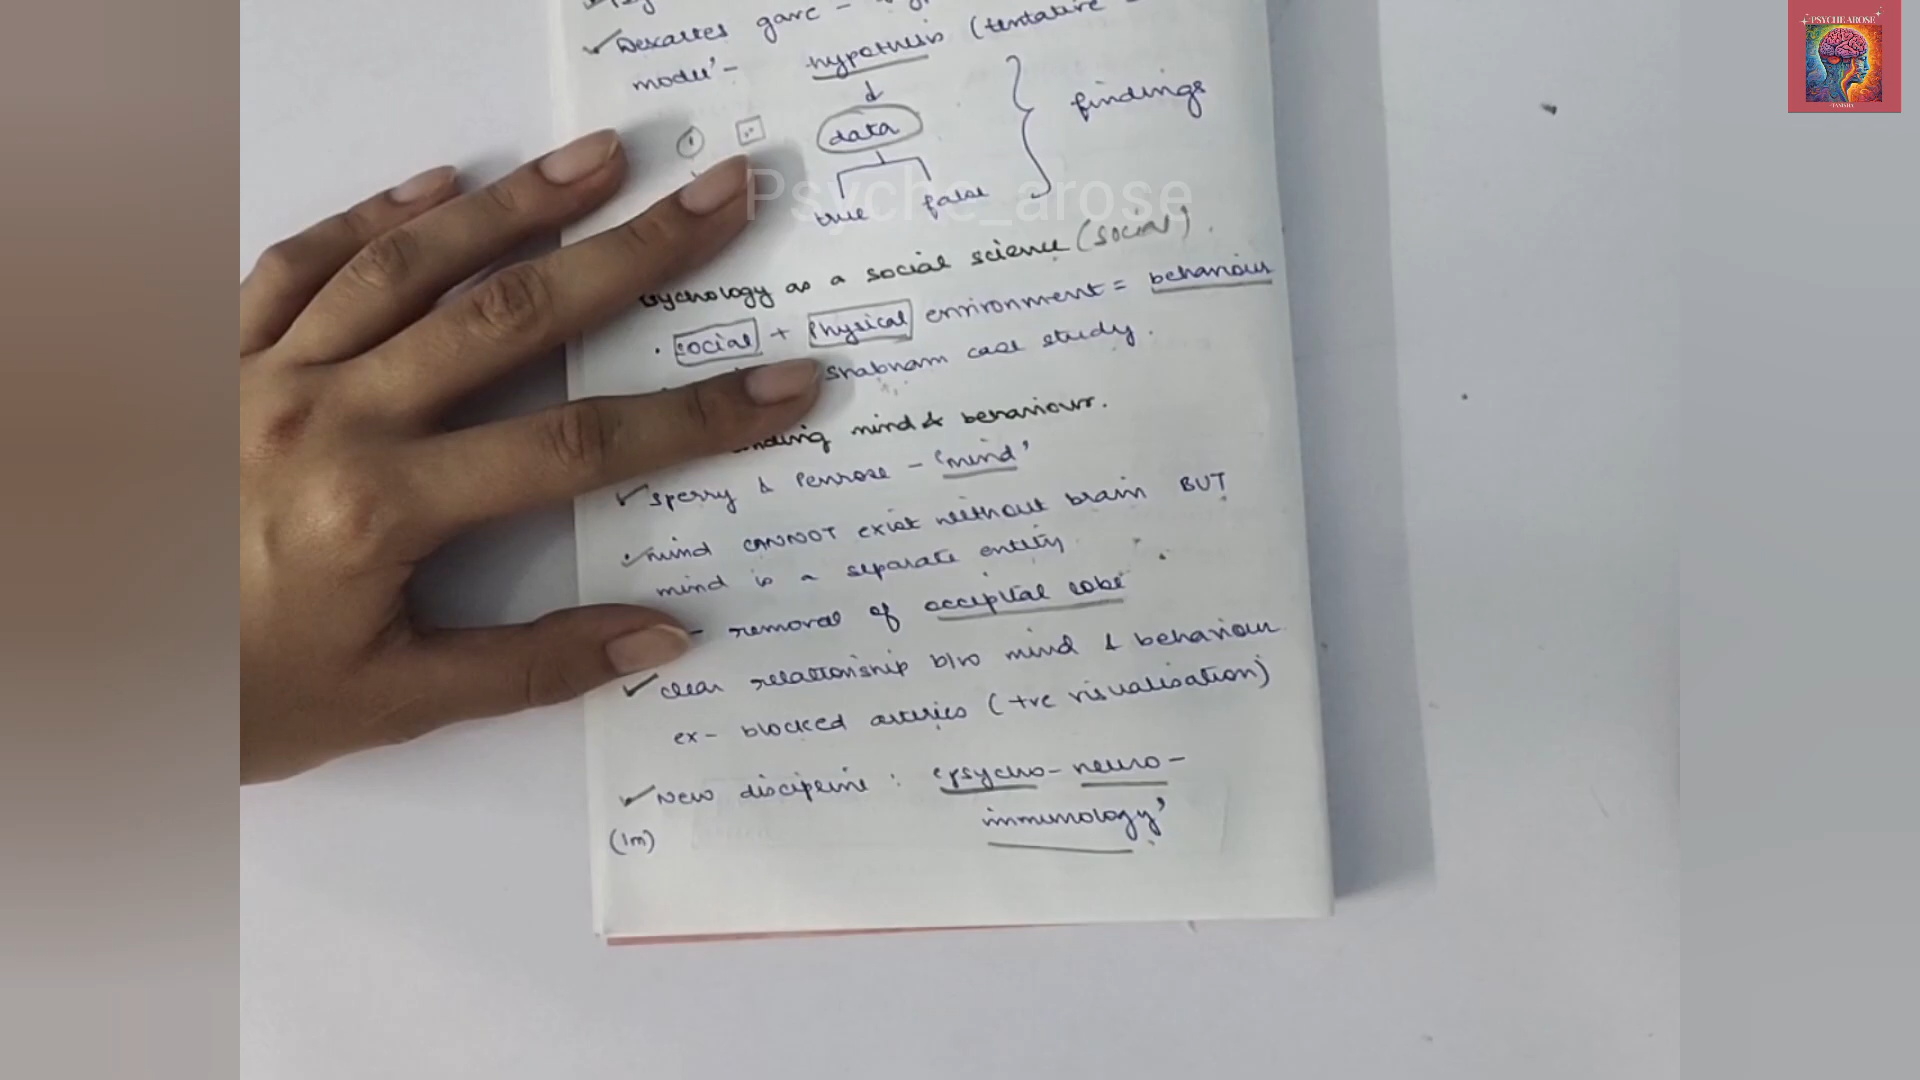 Descartes gave -
model' - hypothesis (tentative
data
true false
findings
Psychology as a social science (social).
. social + Physical environment = behaviour
Shabnam case study.
mind & behaviour.
Sperry & Penrose - 'mind'
mind CANNOT exist without brain BUT
mind is a separate entity
- removal of occipital lobe
clear relationship b/w mind & behaviour
ex- blocked arteries (+ve visualisation)
New discipline : 'psycho- neuro-
immunology'
(1m)
Psyche_arose
PSYCHE AROSE